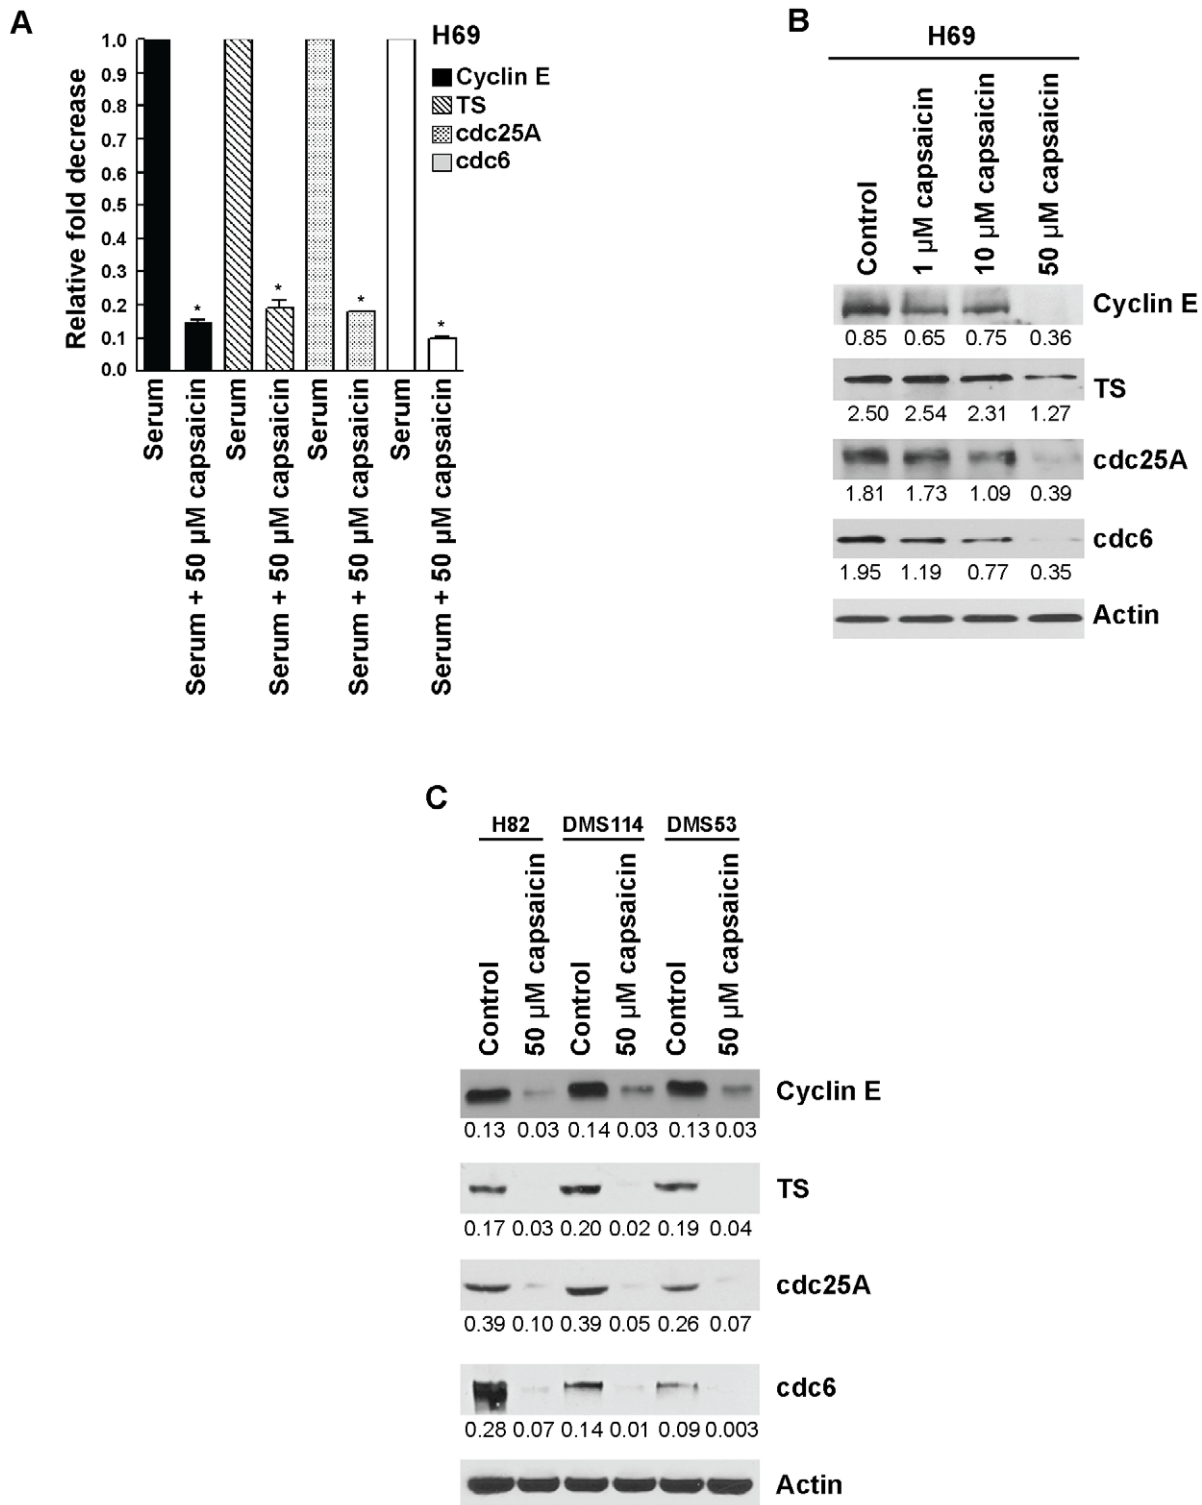 A
H69
Relative fold decrease
1.0
0.9
0.8
0.7
0.6
0.5
0.4
0.3
0.2
0.1
0.0
* * * *
Cyclin E
TS
cdc25A
cdc6
Serum
Serum + 50 µM capsaicin
Serum
Serum + 50 µM capsaicin
Serum
Serum + 50 µM capsaicin
Serum
Serum + 50 µM capsaicin
B
H69
Control
1 µM capsaicin
10 µM capsaicin
50 µM capsaicin
Cyclin E
0.85 0.65 0.75 0.36
TS
2.50 2.54 2.31 1.27
cdc25A
1.81 1.73 1.09 0.39
cdc6
1.95 1.19 0.77 0.35
Actin
C
H82 DMS114 DMS53
Control
50 µM capsaicin
Control
50 µM capsaicin
Control
50 µM capsaicin
Cyclin E
0.13 0.03 0.14 0.03 0.13 0.03
TS
0.17 0.03 0.20 0.02 0.19 0.04
cdc25A
0.39 0.10 0.39 0.05 0.26 0.07
cdc6
0.28 0.07 0.14 0.01 0.09 0.003
Actin